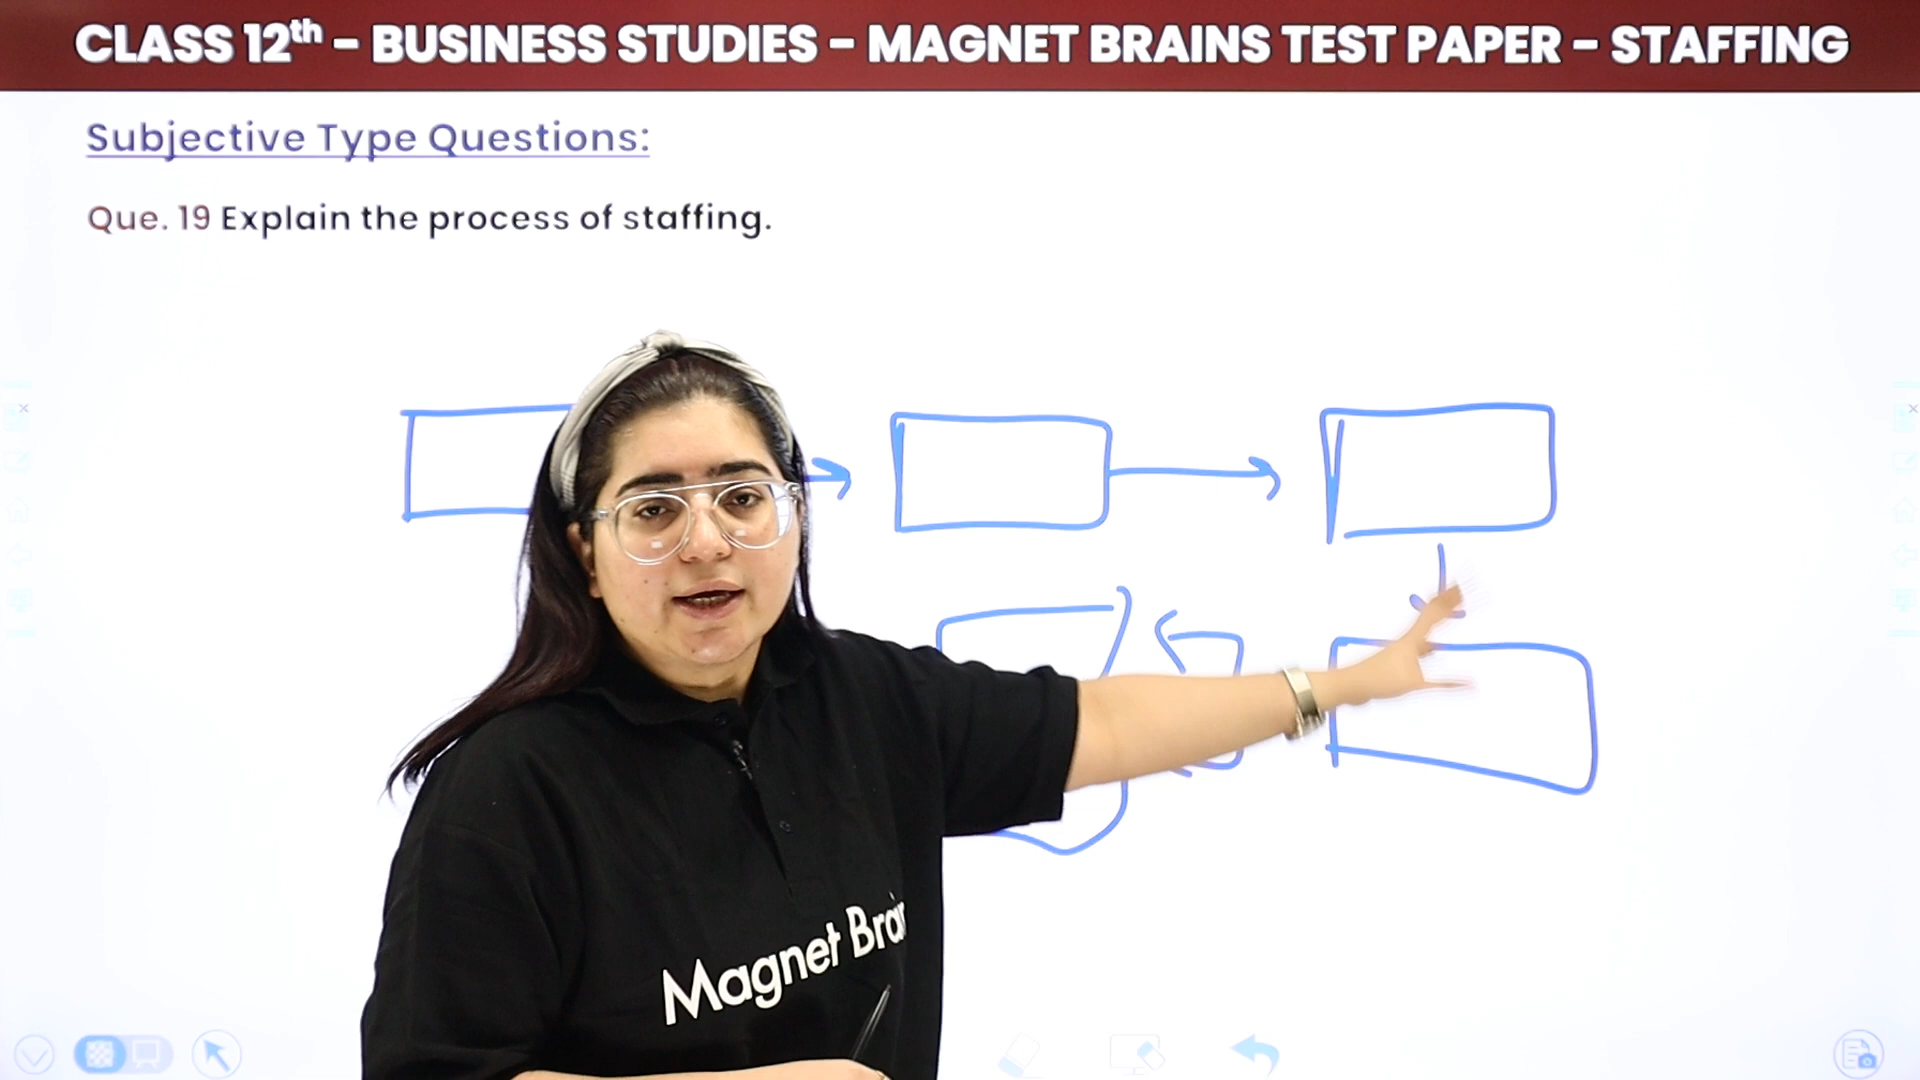 CLASS 12th - BUSINESS STUDIES - MAGNET BRAINS TEST PAPER - STAFFING
Subjective Type Questions:
Que. 19 Explain the process of staffing.
Magnet Brain